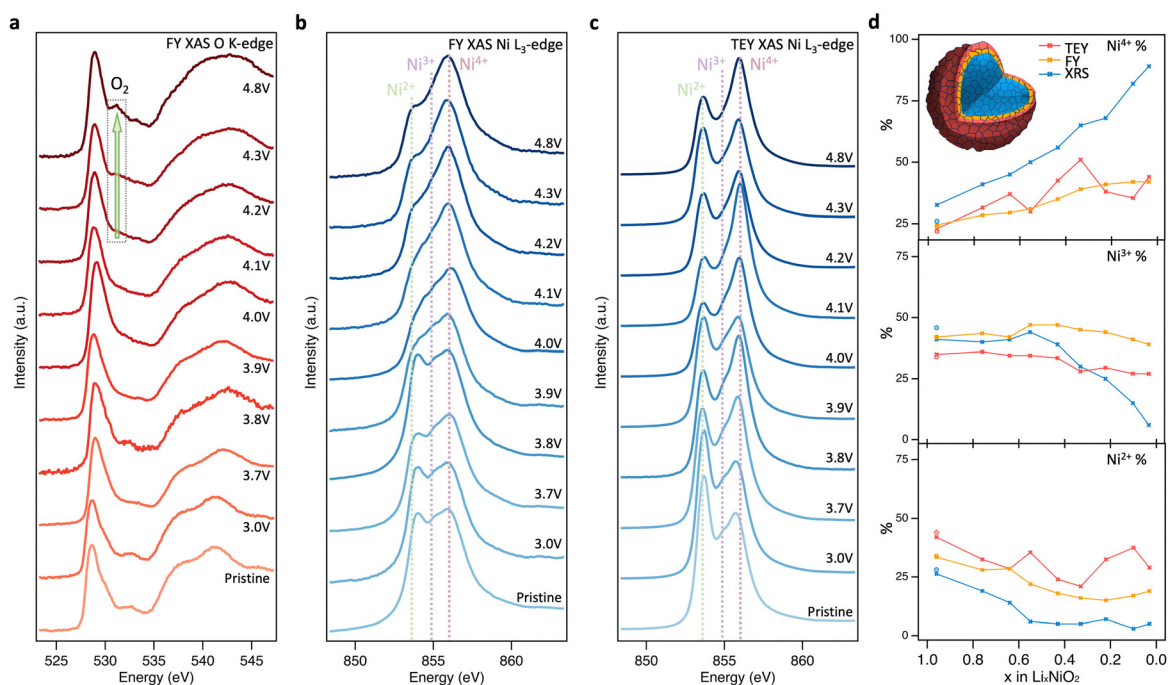 a
FY XAS O K-edge
O₂
4.8V
4.3V
4.2V
4.1V
4.0V
3.9V
3.8V
3.7V
3.0V
Pristine
Intensity (a.u.)
525 530 535 540 545
Energy (eV)
b
FY XAS Ni L₃-edge
Ni²⁺ Ni³⁺ Ni⁴⁺
4.8V
4.3V
4.2V
4.1V
4.0V
3.9V
3.8V
3.7V
3.0V
Pristine
Intensity (a.u.)
850 855 860
Energy (eV)
c
TEY XAS Ni L₃-edge
Ni²⁺ Ni³⁺ Ni⁴⁺
4.8V
4.3V
4.2V
4.1V
4.0V
3.9V
3.8V
3.7V
3.0V
Pristine
Intensity (a.u.)
850 855 860
Energy (eV)
d
Ni⁴⁺ %
TEY
FY
XRS
100
75
50
25
%
Ni³⁺ %
75
50
25
0
%
Ni²⁺ %
75
50
25
0
%
1.0 0.8 0.6 0.4 0.2 0.0
x in LiₓNiO₂